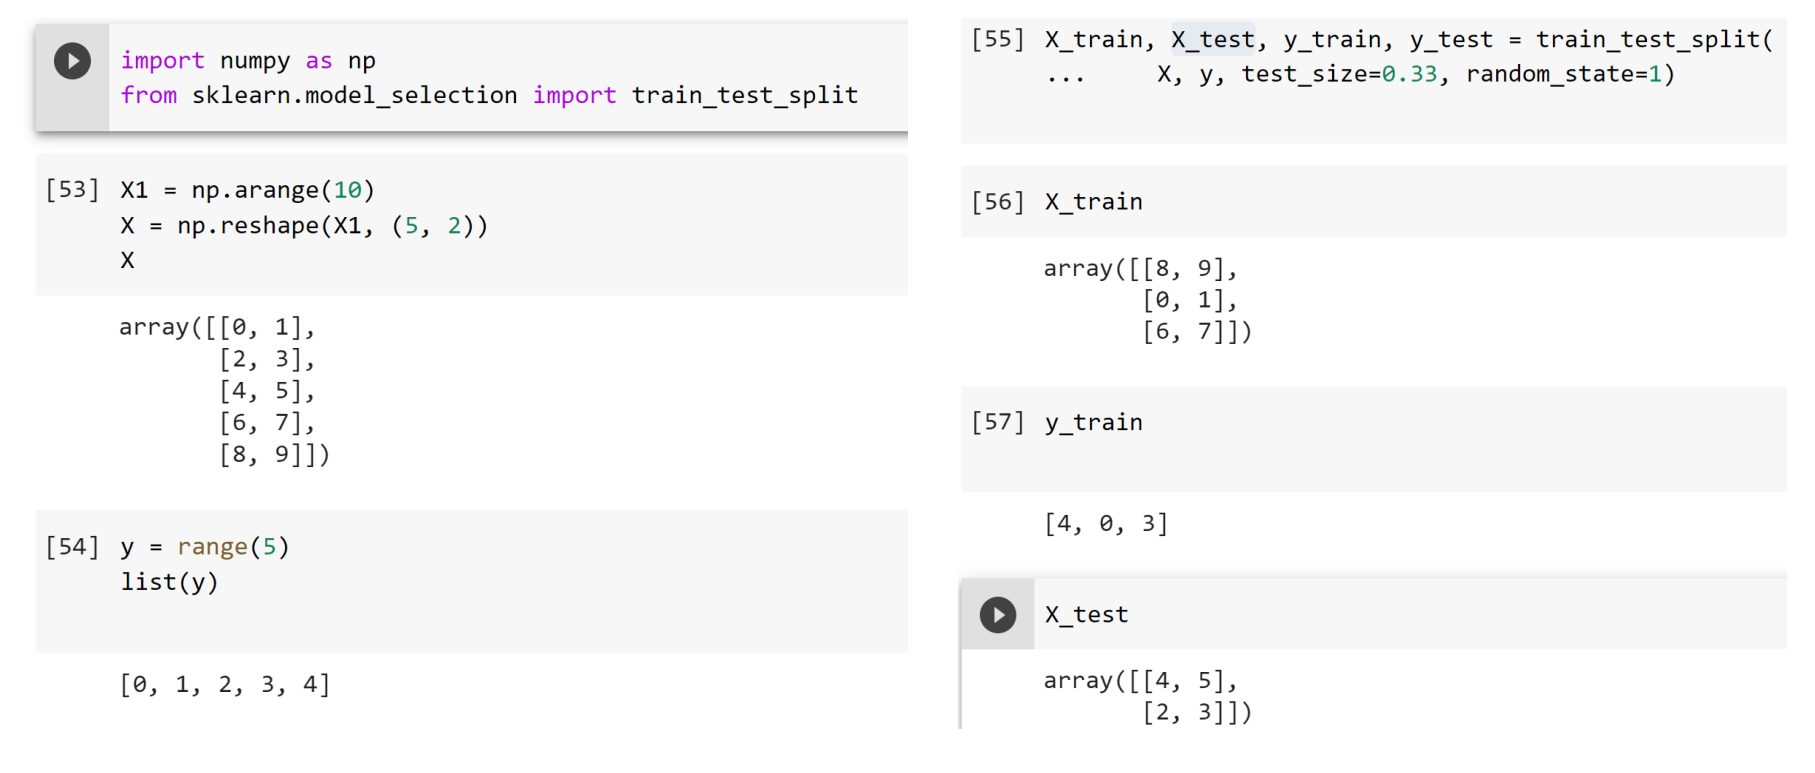 import numpy as np
from sklearn.model_selection import train_test_split
[53] X1 = np.arange(10)
X = np.reshape(X1, (5, 2))
X
array([[0, 1],
[2, 3],
[4, 5],
[6, 7],
[8, 9]])
[54] y = range(5)
list(y)
[0, 1, 2, 3, 4]
[55] X_train, X_test, y_train, y_test = train_test_split(
... X, y, test_size=0.33, random_state=1)
[56] X_train
array([[8, 9],
[0, 1],
[6, 7]])
[57] y_train
[4, 0, 3]
X_test
array([[4, 5],
[2, 3]])